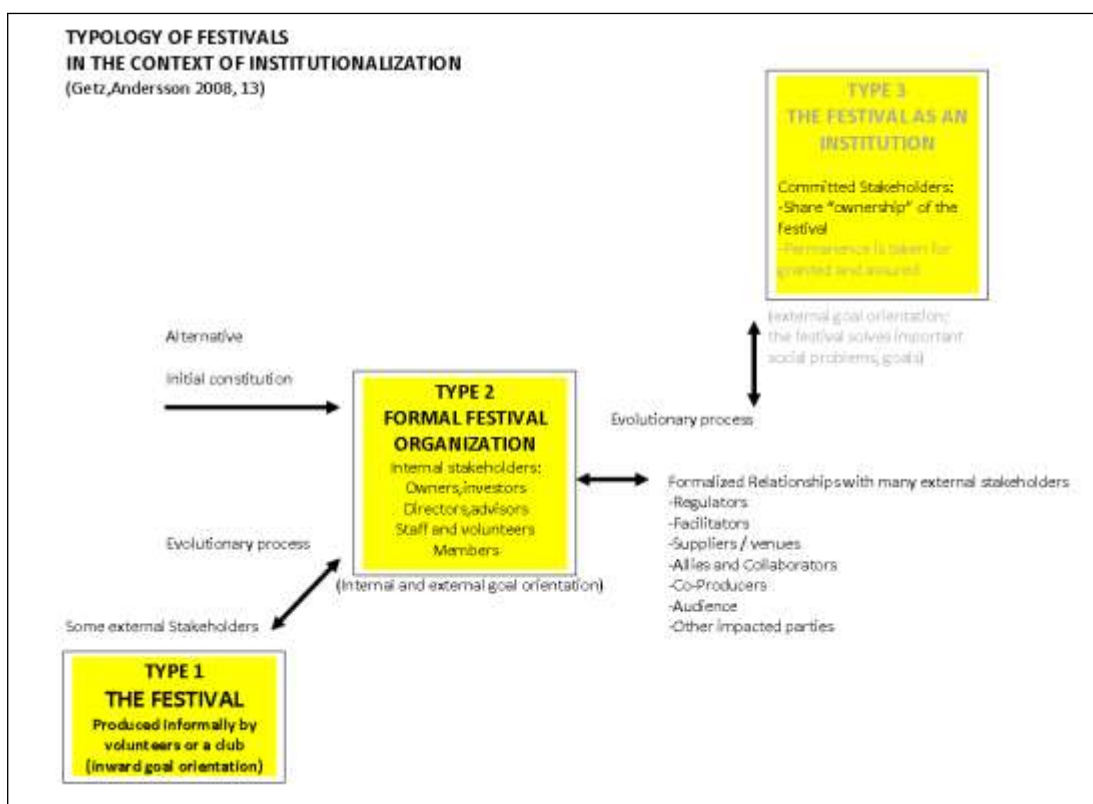 TYPOLOGY OF FESTIVALS
IN THE CONTEXT OF INSTITUTIONALIZATION
(Getz,Andersson 2008, 13)
TYPE 3
THE FESTIVAL AS AN
INSTITUTION
Committed Stakeholders:
-Share "ownership" of the
festival
-Permanence is taken for
granted and assured
(external goal orientation;
the festival solves important
social problems, goals)
Alternative
Initial constitution
TYPE 2
FORMAL FESTIVAL
ORGANIZATION
Internal stakeholders:
Owners,investors
Directors,advisors
Staff and volunteers
Members
(Internal and external goal orientation)
Evolutionary process
Formalized Relationships with many external stakeholders
-Regulators
-Facilitators
-Suppliers / venues
-Allies and Collaborators
-Co-Producers
-Audience
-Other impacted parties
Evolutionary process
Some external Stakeholders
TYPE 1
THE FESTIVAL
Produced informally by
volunteers or a club
(inward goal orientation)